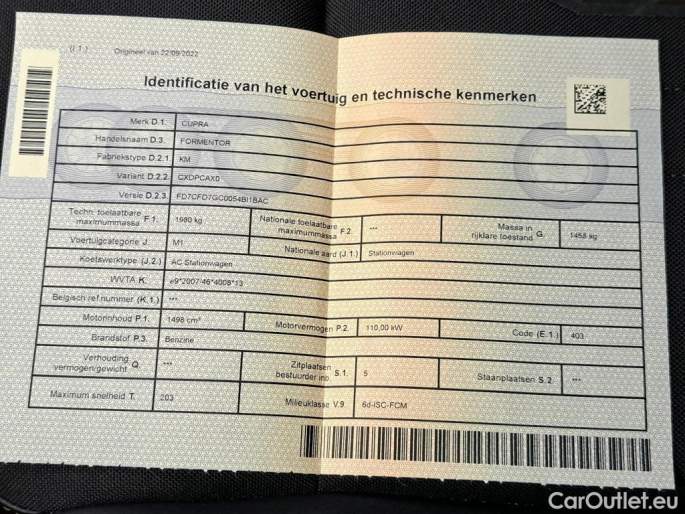 (I.1.) Origineel van 22/09/2022
Identificatie van het voertuig en technische kenmerken
Merk D.1. CUPRA
Handelsnaam D.3. FORMENTOR
Fabriekstype D.2.1. KM
Variant D.2.2. CXDPCAX0
Versie D.2.3. FD7CFD7GC0054BI1BAC
Techn. toelaatbare maximummassa F.1. 1980 kg Nationale toelaatbare maximummassa F.2. *** Massa in rijklare toestand G. 1458 kg
Voertuigcategorie J. M1 Nationale aard (J.1.) Stationwagen
Koetswerktype (J.2.) AC Stationwagen
WVTA K. e9*2007/46*4008*13
Belgisch ref.nummer (K.1.) ***
Motorinhoud P.1. 1498 cm³ Motorvermogen P.2. 110,00 kW Code (E.1.) 403
Brandstof P.3. Benzine
Verhouding vermogen/gewicht Q. *** Zitplaatsen bestuurder inb. S.1. 5 Staanplaatsen S.2. ***
Maximum snelheid T. 203 Milieuklasse V.9. 6d-ISC-FCM
CarOutlet.eu